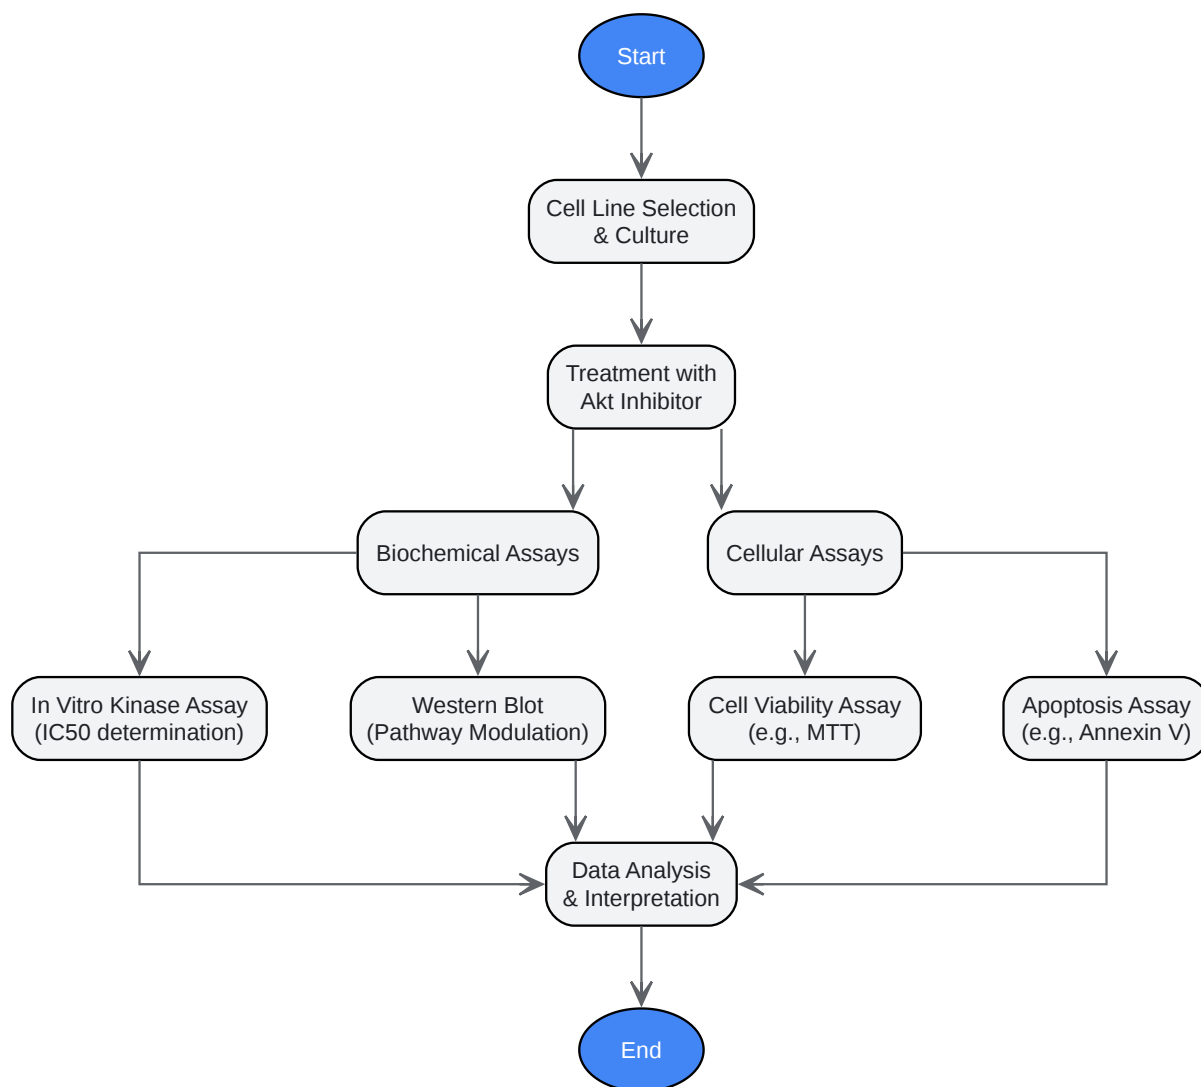 Start
Cell Line Selection
& Culture
Treatment with
Akt Inhibitor
Biochemical Assays
Cellular Assays
In Vitro Kinase Assay
(IC50 determination)
Western Blot
(Pathway Modulation)
Cell Viability Assay
(e.g., MTT)
Apoptosis Assay
(e.g., Annexin V)
Data Analysis
& Interpretation
End